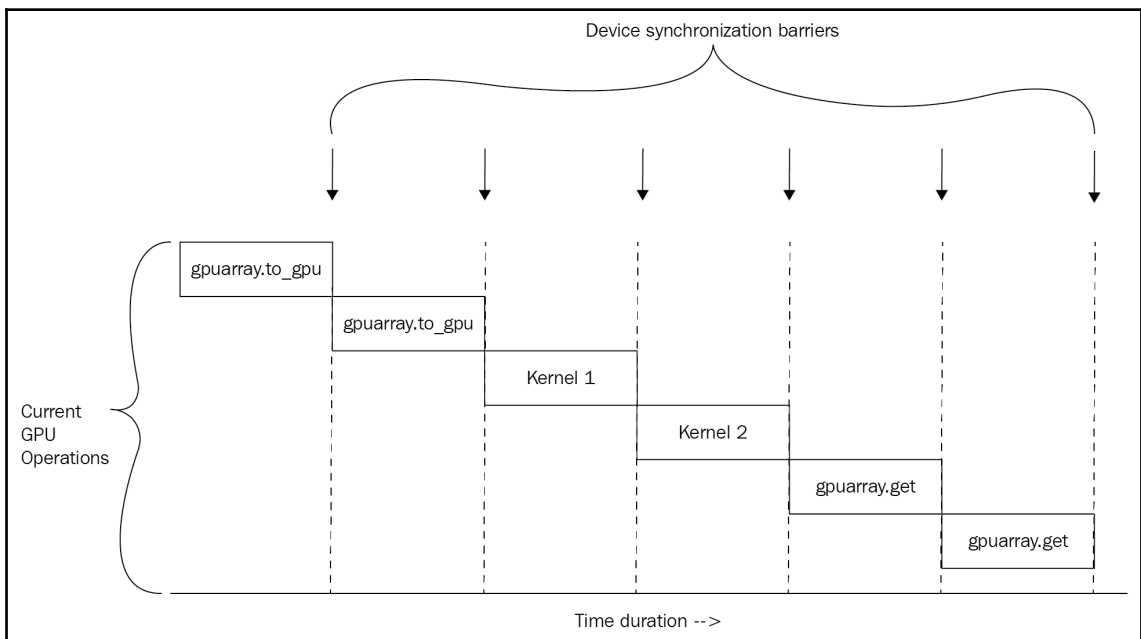 Device synchronization barriers
gpuarray.to_gpu
gpuarray.to_gpu
Kernel 1
Current
GPU
Operations
Kernel 2
gpuarray.get
gpuarray.get
Time duration -->